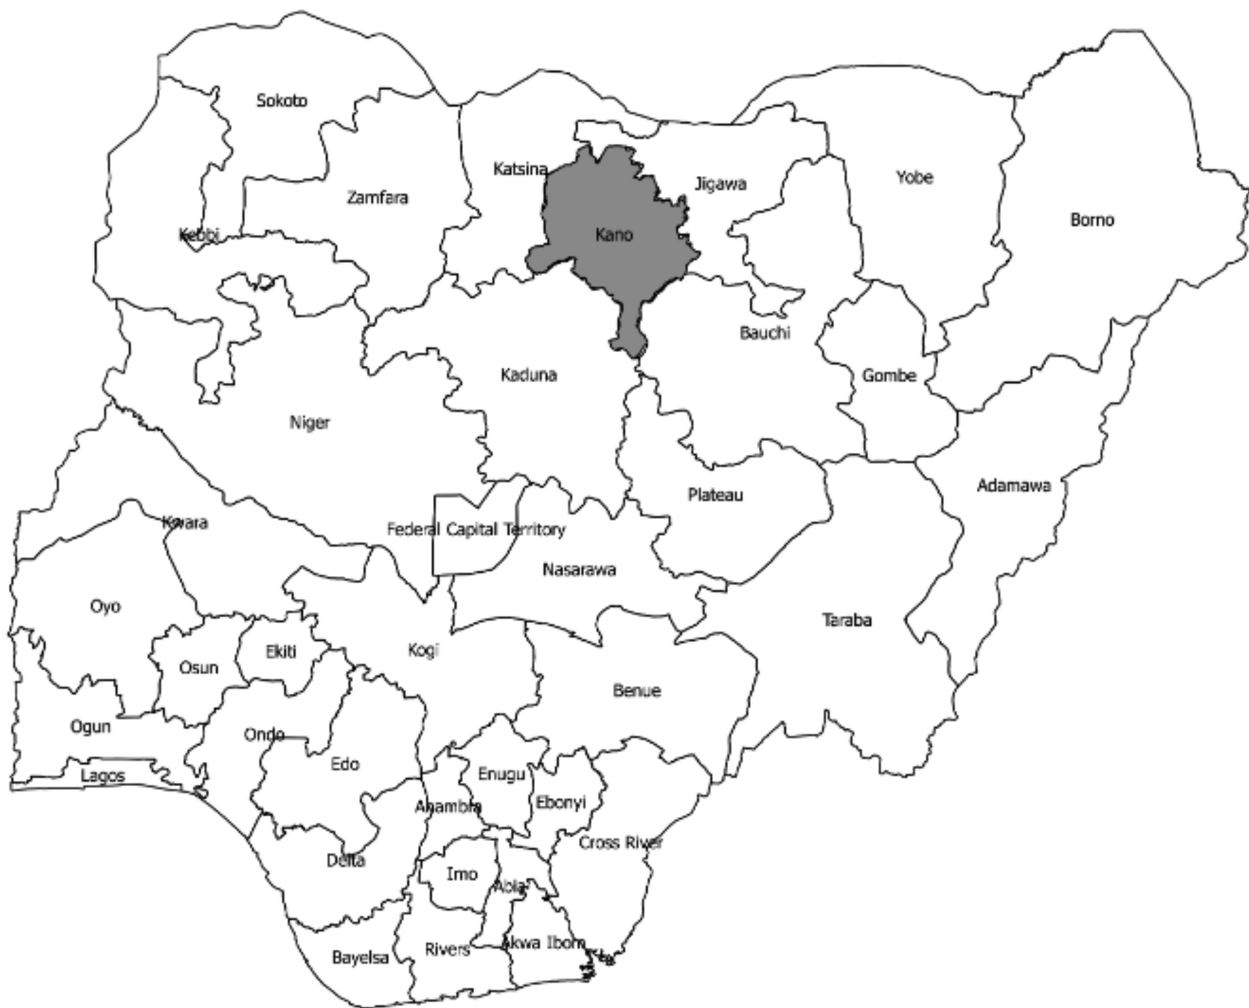 Sokoto
Katsina
Zamfara
Jigawa
Yobe
Borno
Kebbi
Kano
Bauchi
Kaduna
Gombe
Niger
Adamawa
Plateau
Kwara
Federal Capital Territory
Nasarawa
Oyo
Taraba
Osun
Ekiti
Kogi
Benue
Ogun
Ondo
Edo
Lagos
Enugu
Anambra
Ebonyi
Cross River
Delta
Imo
Abia
Akwa Ibom
Rivers
Bayelsa